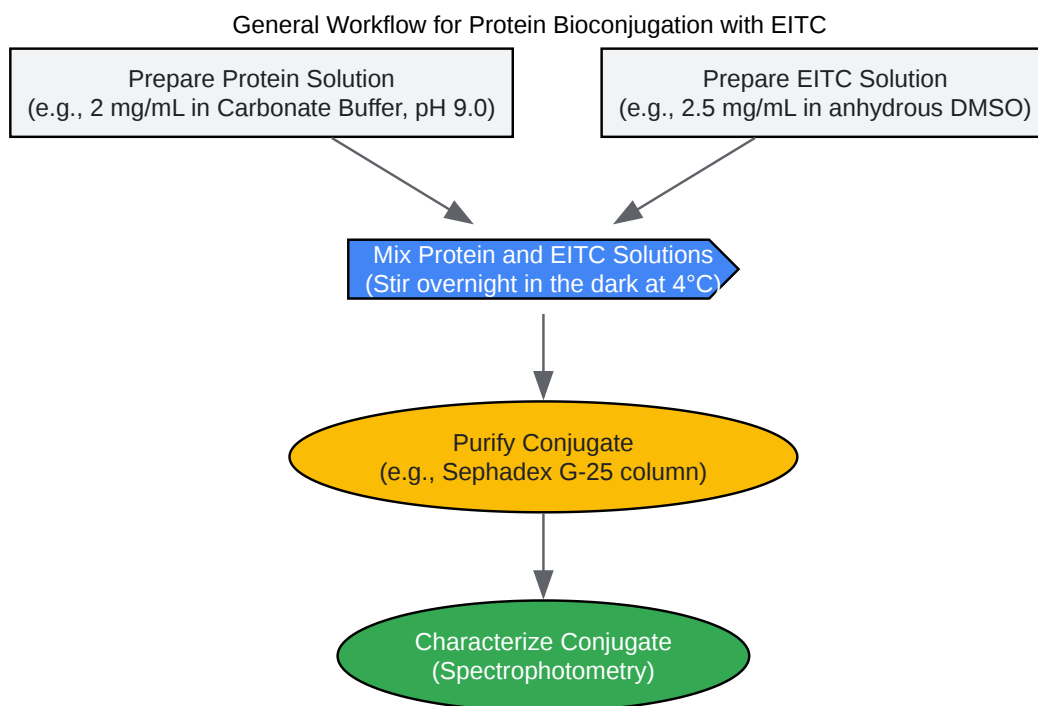 General Workflow for Protein Bioconjugation with EITC
Prepare Protein Solution
(e.g., 2 mg/mL in Carbonate Buffer, pH 9.0)
Prepare EITC Solution
(e.g., 2.5 mg/mL in anhydrous DMSO)
Mix Protein and EITC Solutions
(Stir overnight in the dark at 4°C)
Purify Conjugate
(e.g., Sephadex G-25 column)
Characterize Conjugate
(Spectrophotometry)